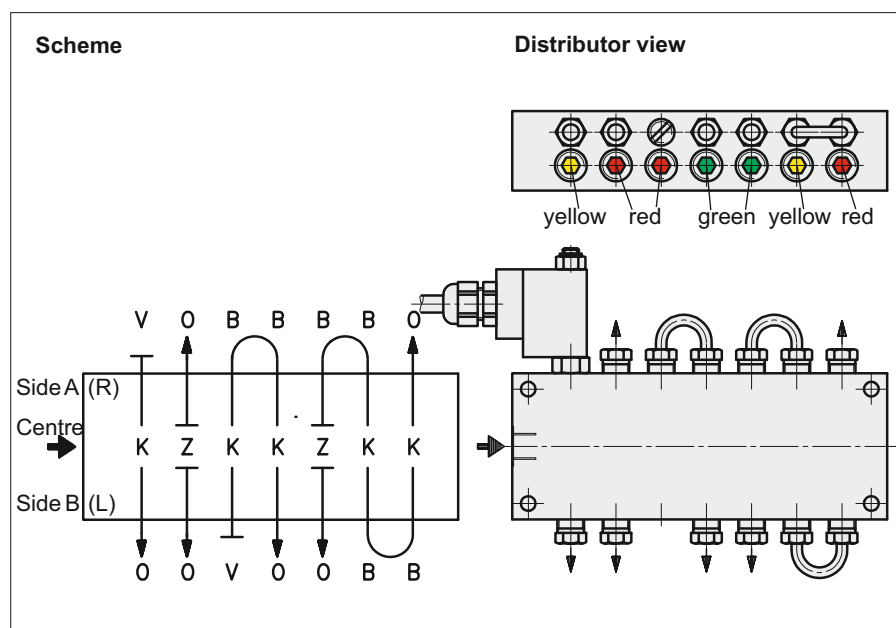 Scheme
Distributor view
yellow red green yellow red
V O B B B B O
Side A (R)
Centre
K Z K K Z K K
Side B (L)
O O V O O B B